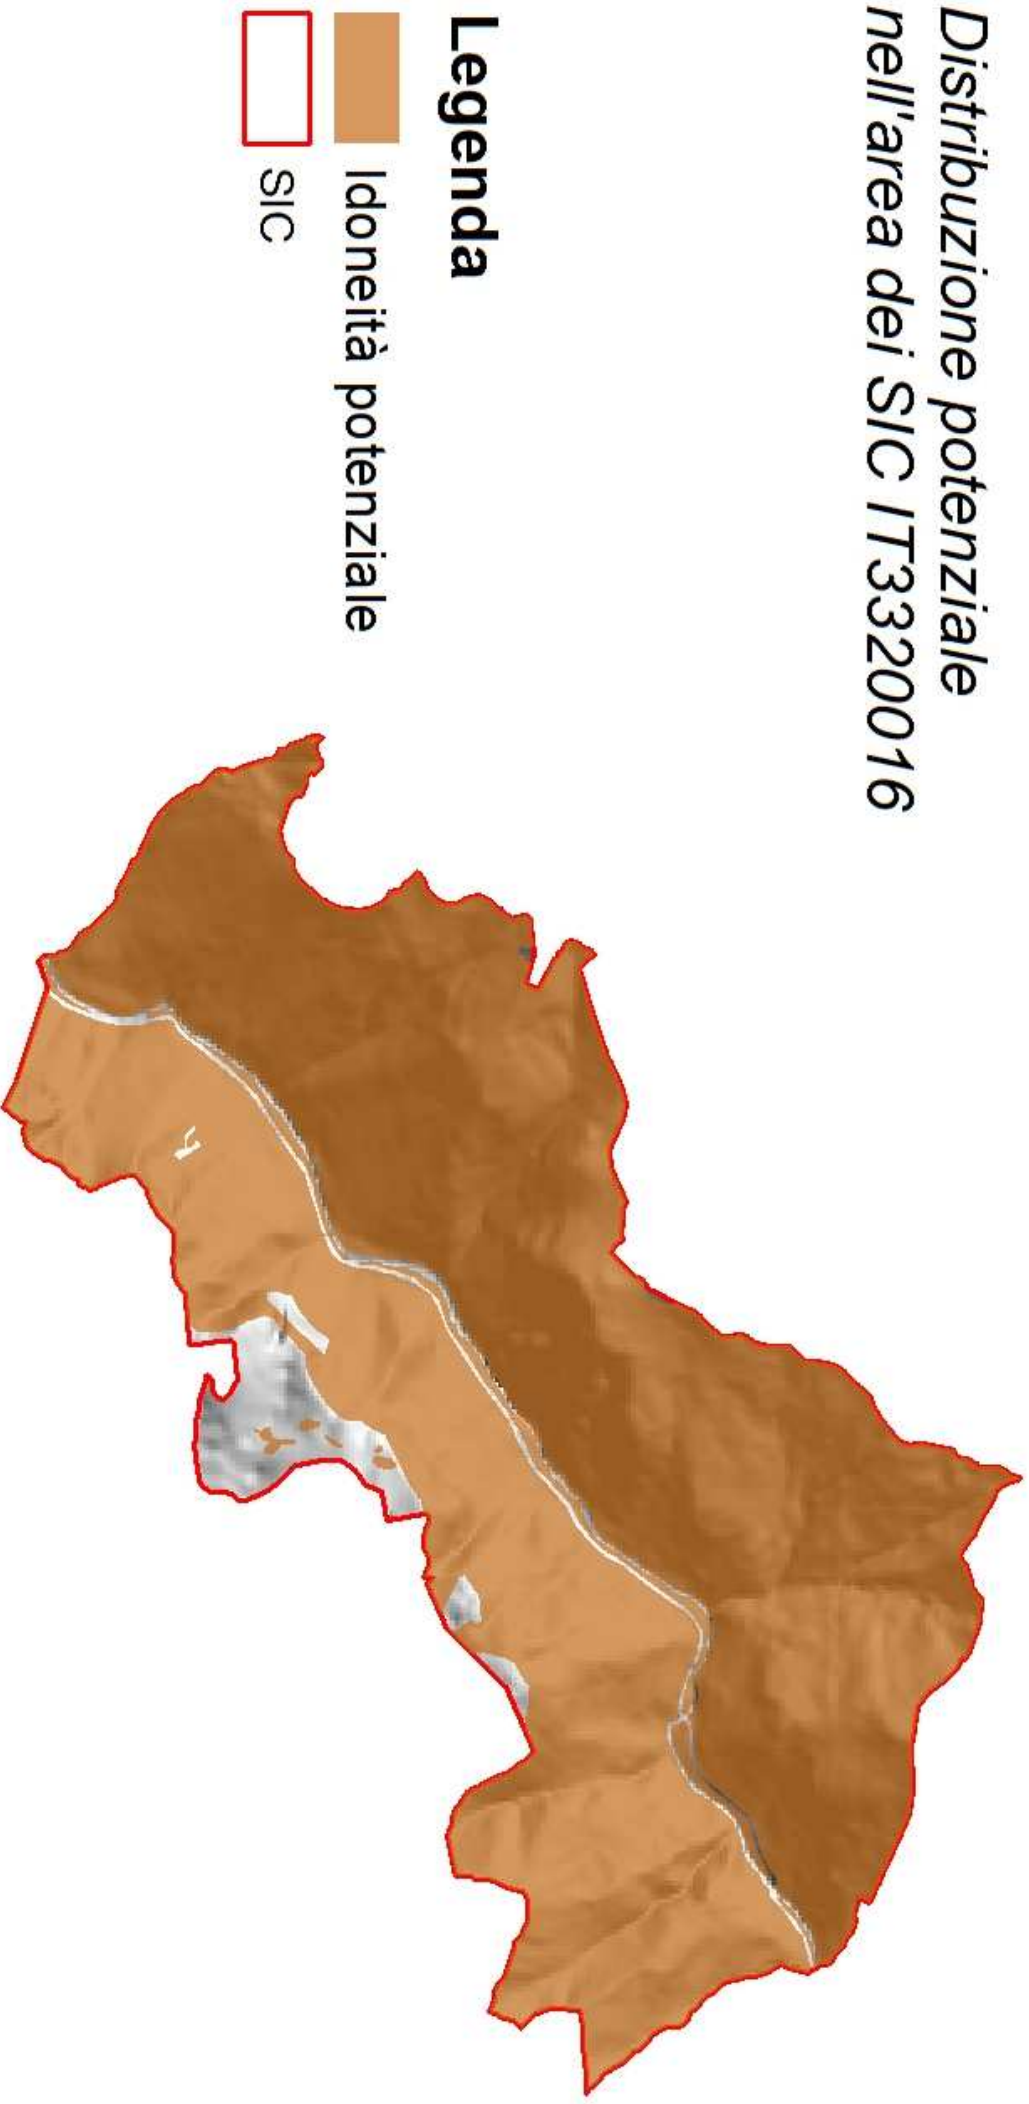 Distribuzione potenziale
nell'area dei SIC IT3320016
Legenda
Idoneità potenziale
SIC